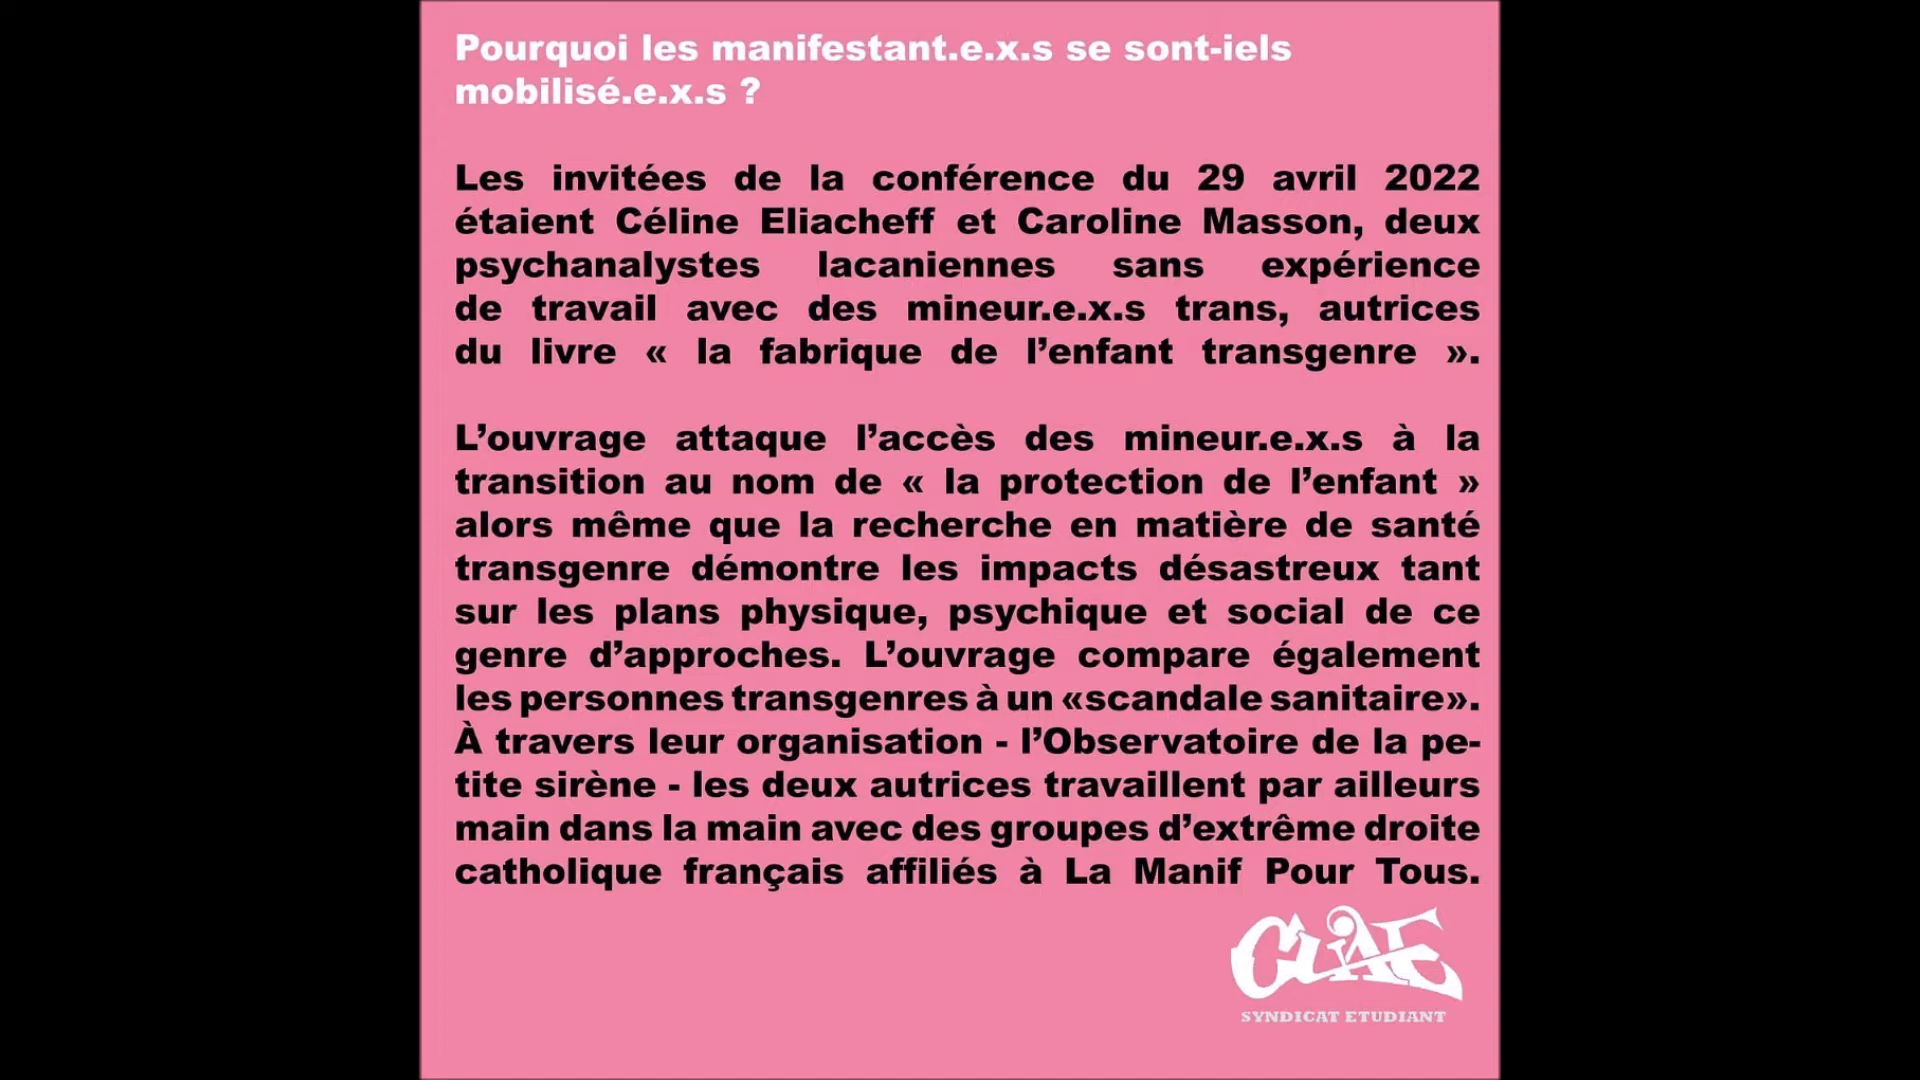 Pourquoi les manifestant.e.x.s se sont-iels
mobilisé.e.x.s ?
Les invitées de la conférence du 29 avril 2022
étaient Céline Eliacheff et Caroline Masson, deux
psychanalystes lacaniennes sans expérience
de travail avec des mineur.e.x.s trans, autrices
du livre « la fabrique de l’enfant transgenre ».
L’ouvrage attaque l’accès des mineur.e.x.s à la
transition au nom de « la protection de l’enfant »
alors même que la recherche en matière de santé
transgenre démontre les impacts désastreux tant
sur les plans physique, psychique et social de ce
genre d’approches. L’ouvrage compare également
les personnes transgenres à un «scandale sanitaire».
À travers leur organisation - l’Observatoire de la pe-
tite sirène - les deux autrices travaillent par ailleurs
main dans la main avec des groupes d’extrême droite
catholique français affiliés à La Manif Pour Tous.
CUAE
SYNDICAT ETUDIANT